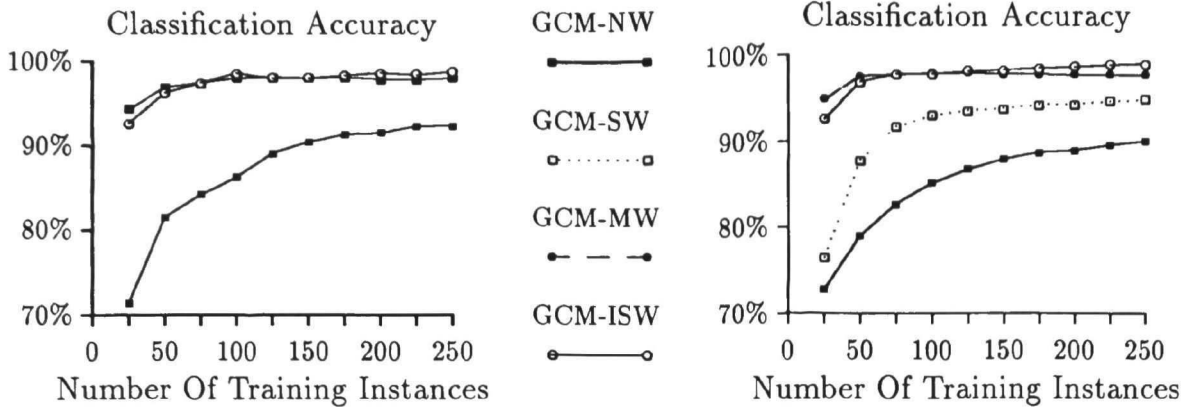 Classification Accuracy
100%
90%
80%
70%
0 50 100 150 200 250
Number Of Training Instances
GCM-NW
GCM-SW
GCM-MW
GCM-ISW
Classification Accuracy
100%
90%
80%
70%
0 50 100 150 200 250
Number Of Training Instances